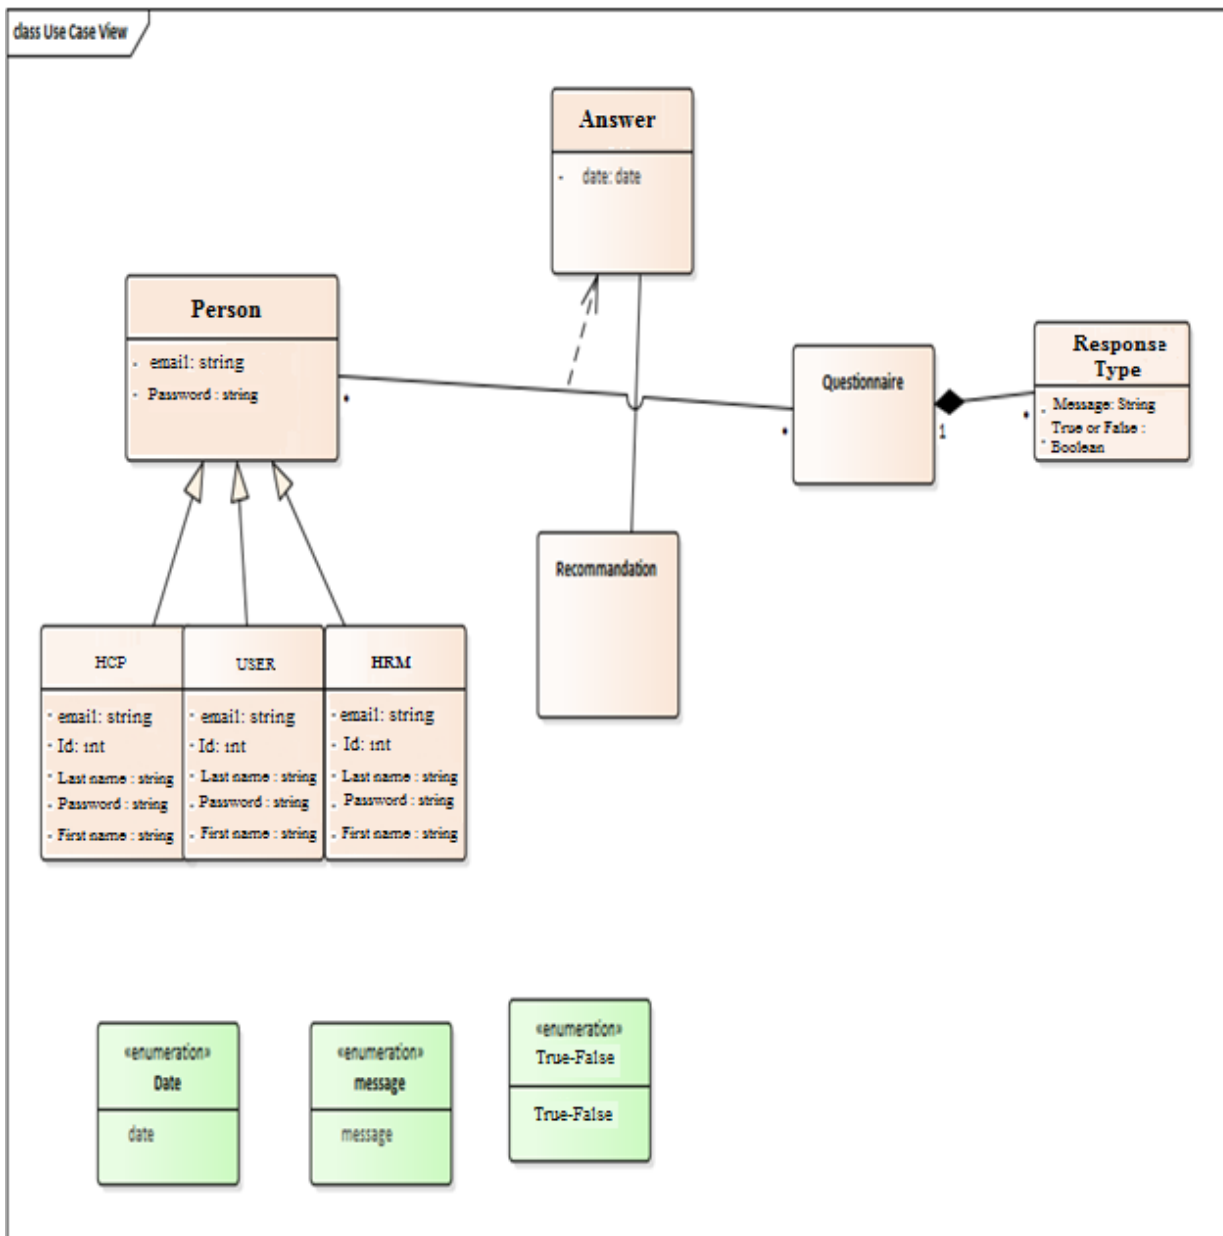 class Use Case View
Answer
- date: date
Person
- email: string
- Password : string
*
*
Questionnaire
1
*
Response
Type
- Message: String
True or False :
- Boolean
Recommandation
HCP
- email: string
- Id: int
- Last name : string
- Password : string
- First name : string
USER
- email: string
- Id: int
- Last name : string
- Password : string
- First name : string
HRM
- email: string
- Id: int
- Last name : string
- Password : string
- First name : string
«enumeration»
Date
date
«enumeration»
message
message
«enumeration»
True-False
True-False